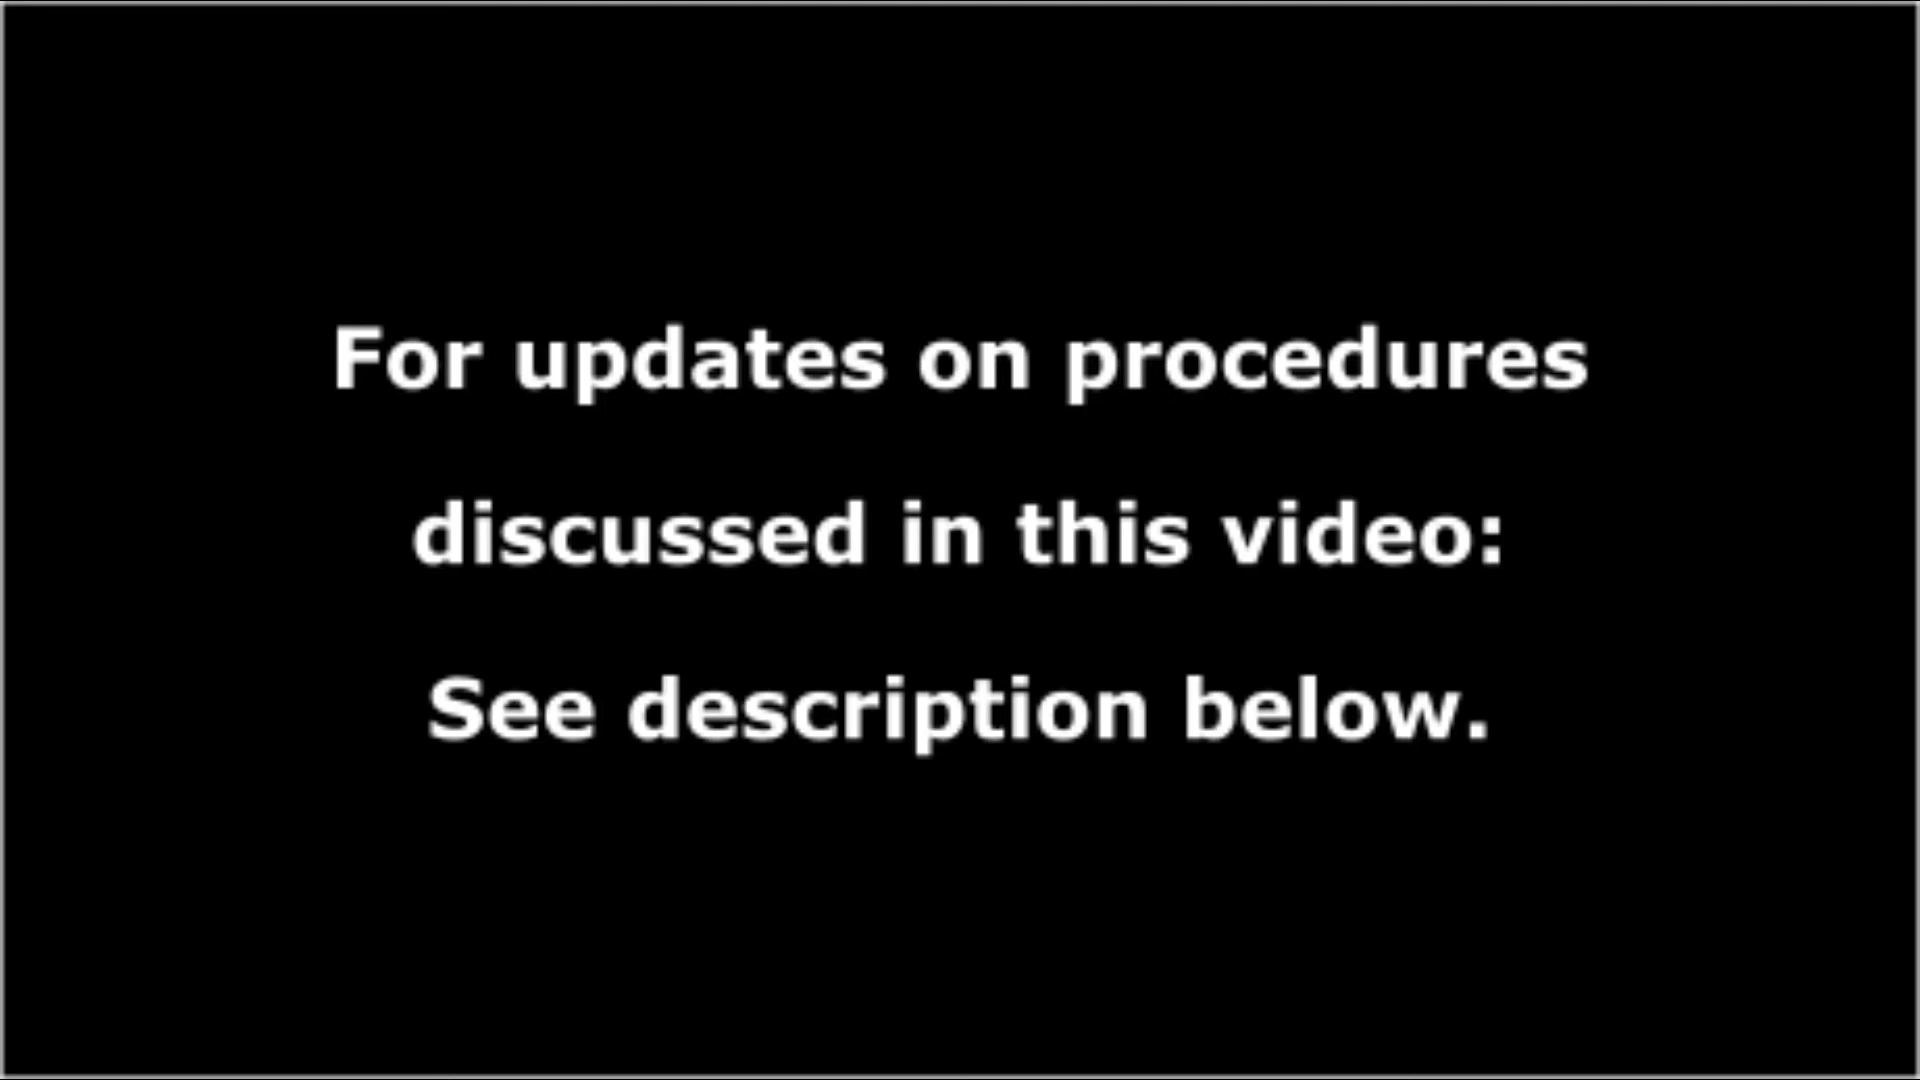 For updates on procedures
discussed in this video:
See description below.